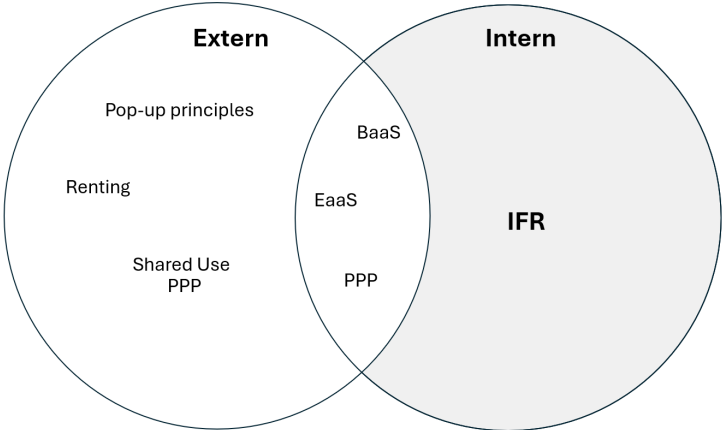 Extern
Intern
Pop-up principles
BaaS
Renting
EaaS
IFR
Shared Use
PPP
PPP